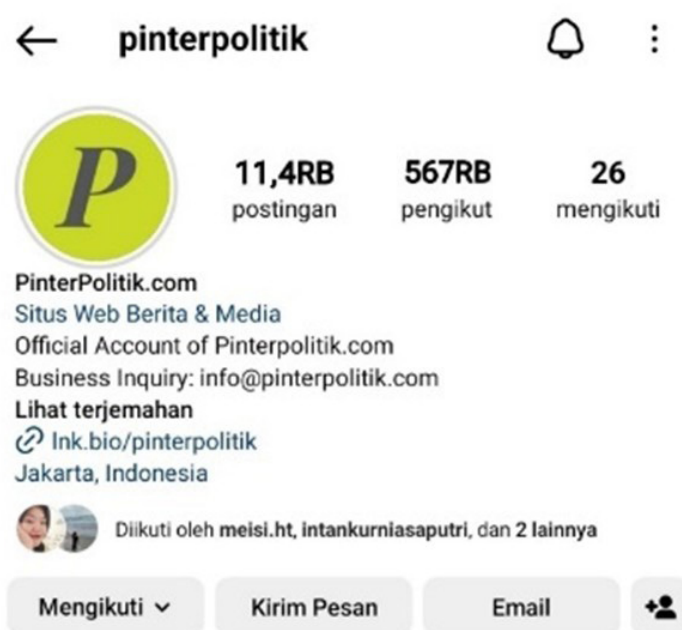 pinterpolitik
P
11,4RB 567RB 26
postingan pengikut mengikuti
PinterPolitik.com
Situs Web Berita & Media
Official Account of Pinterpolitik.com
Business Inquiry: info@pinterpolitik.com
Lihat terjemahan
lnk.bio/pinterpolitik
Jakarta, Indonesia
Diikuti oleh meisi.ht, intankurniasaputri, dan 2 lainnya
Mengikuti Kirim Pesan Email